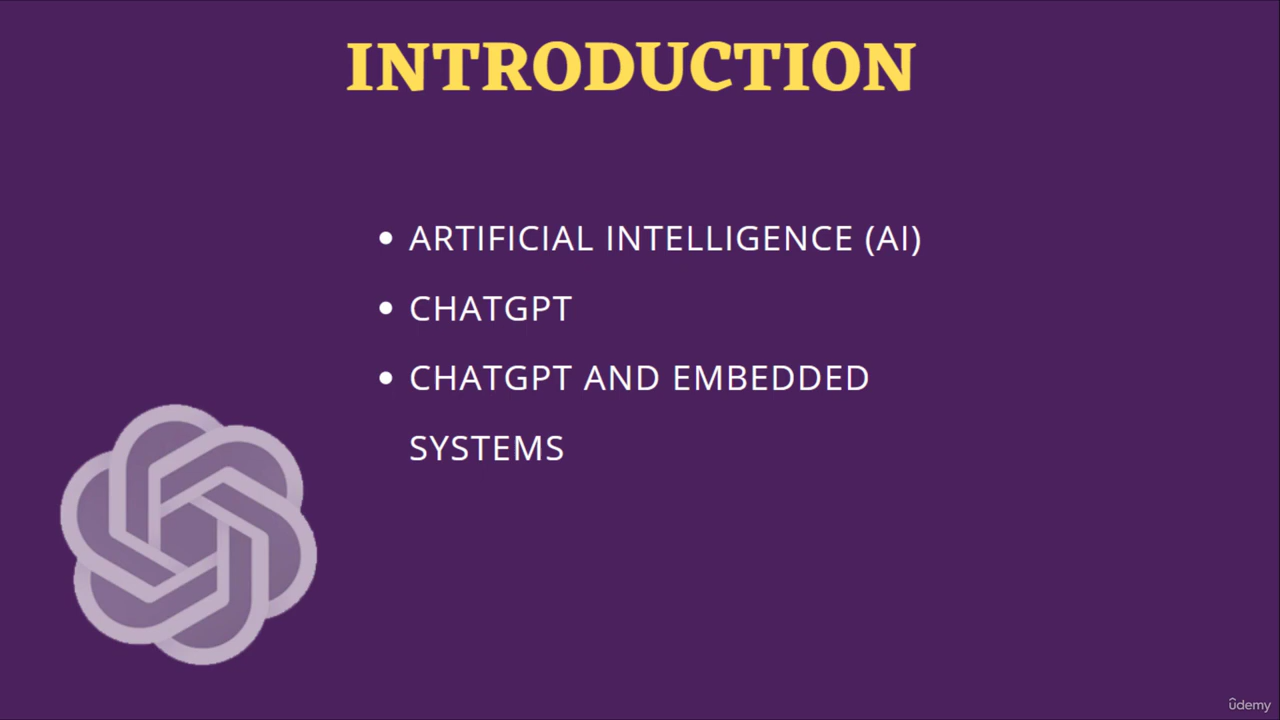 INTRODUCTION
• ARTIFICIAL INTELLIGENCE (AI)
• CHATGPT
• CHATGPT AND EMBEDDED
SYSTEMS
ûdemy